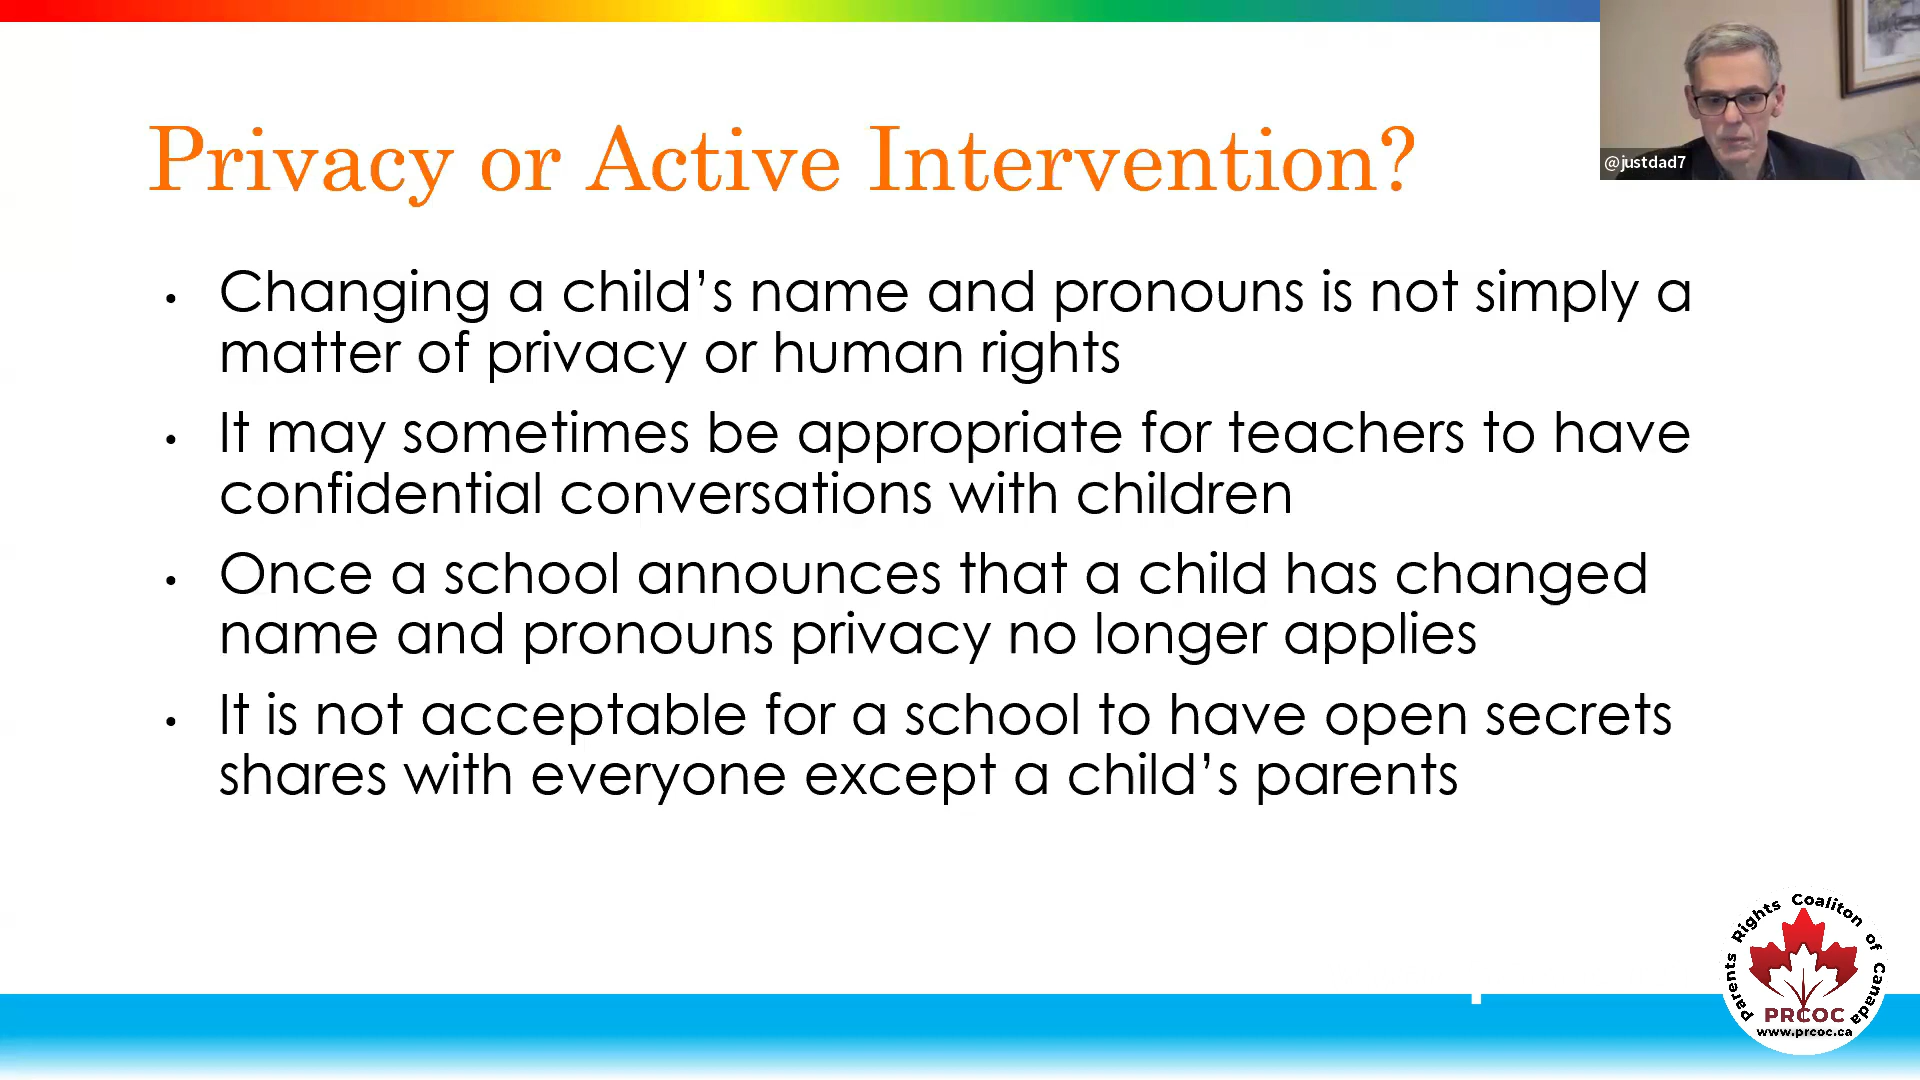 Privacy or Active Intervention?
@justdad7
• Changing a child's name and pronouns is not simply a
matter of privacy or human rights
• It may sometimes be appropriate for teachers to have
confidential conversations with children
• Once a school announces that a child has changed
name and pronouns privacy no longer applies
• It is not acceptable for a school to have open secrets
shares with everyone except a child's parents
Parents Rights Coaliton of Canada
PRCOC
www.prcoc.ca